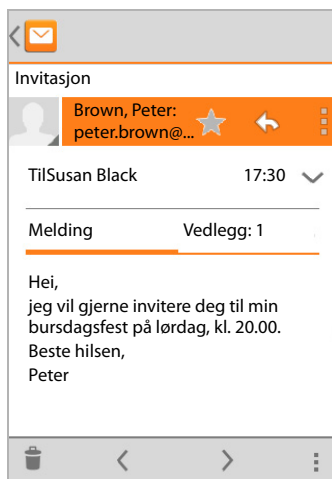 Invitasjon
Brown, Peter:
peter.brown@...
TilSusan Black 17:30
Melding Vedlegg: 1
Hei,
jeg vil gjerne invitere deg til min
bursdagsfest på lørdag, kl. 20.00.
Beste hilsen,
Peter